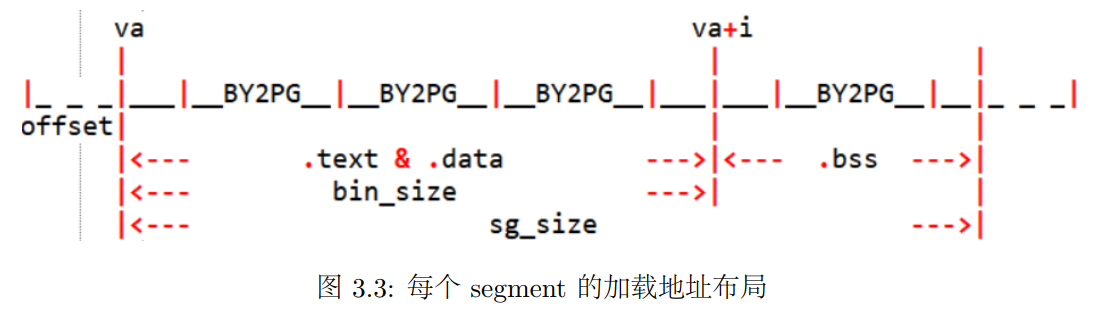 va va+i
| | |
|_ _ _|___|__BY2PG__|__BY2PG__|__BY2PG__|___|___|__BY2PG__|__|_ _ _|
offset| | |
|<--- .text & .data --->|<--- .bss --->|
|<--- bin_size --->| |
|<--- sg_size --->|
图 3.3: 每个 segment 的加载地址布局